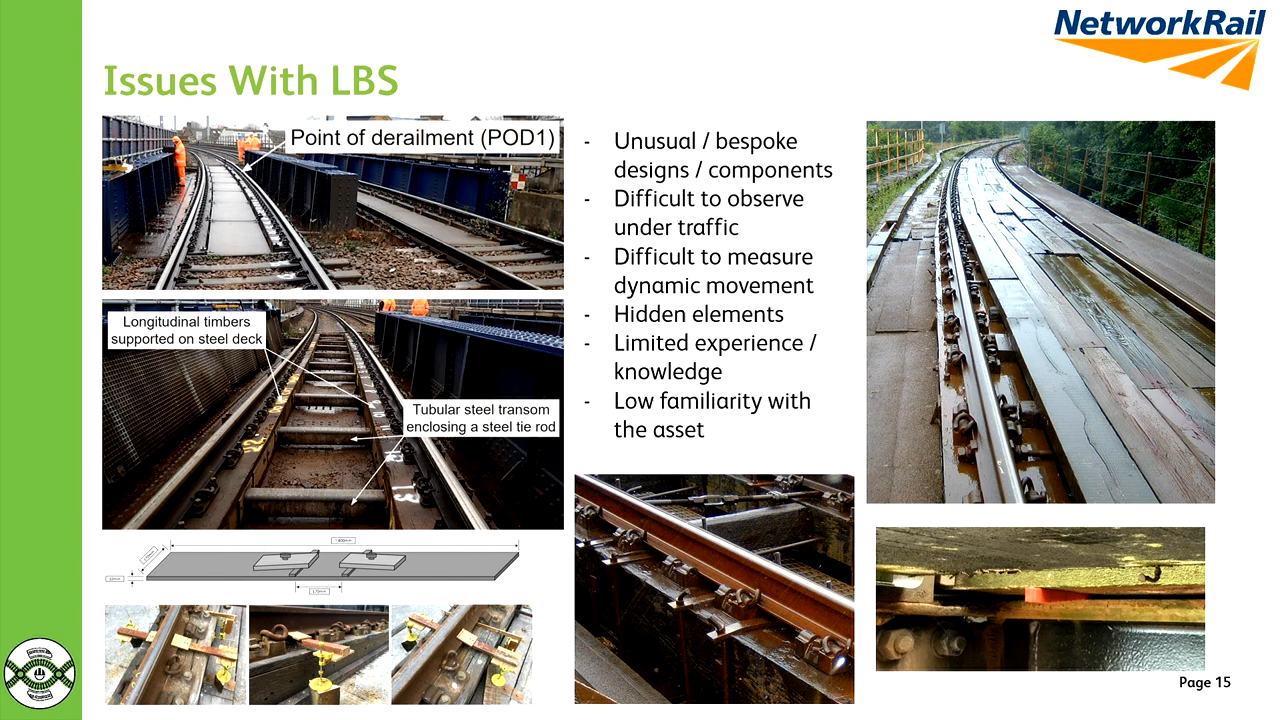 NetworkRail
Issues With LBS
Point of derailment (POD1)
Longitudinal timbers
supported on steel deck
Tubular steel transom
enclosing a steel tie rod
- Unusual / bespoke
designs / components
- Difficult to observe
under traffic
- Difficult to measure
dynamic movement
- Hidden elements
- Limited experience /
knowledge
- Low familiarity with
the asset
Page 15